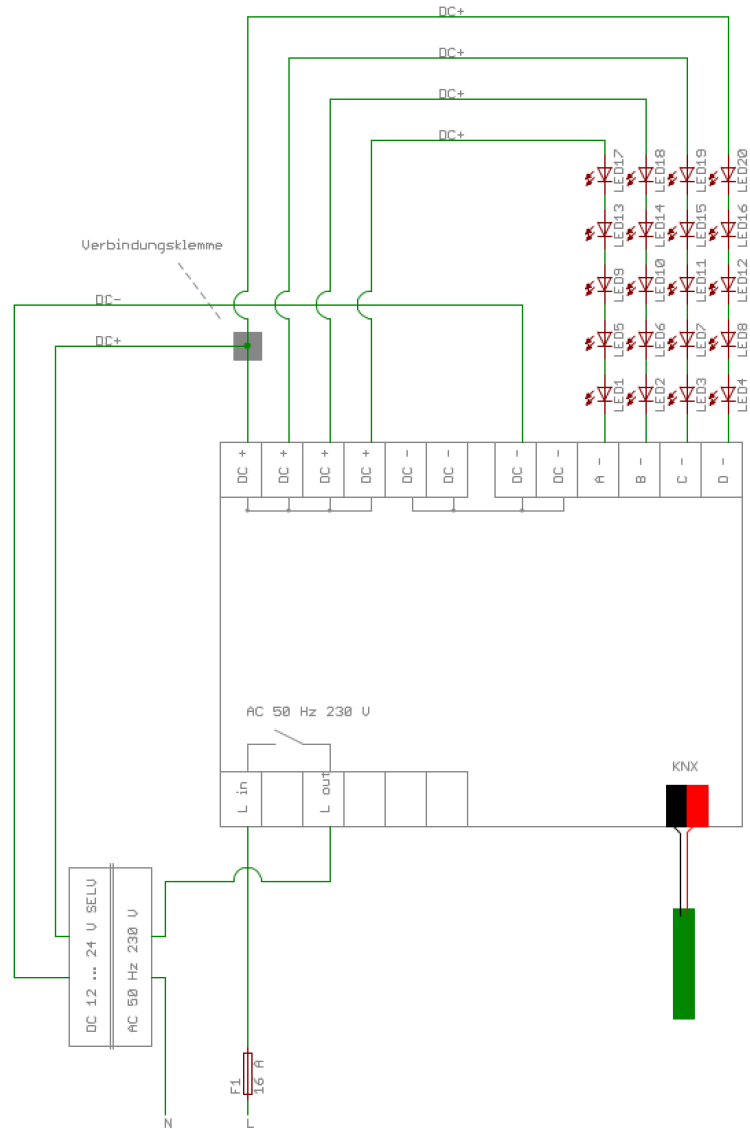 DC+
DC+
DC+
DC+
LED17
LED18
LED19
LED20
LED13
LED14
LED15
LED16
Verbindungsklemme
LED9
LED10
LED11
LED12
DC-
DC+
LED5
LED6
LED7
LED8
LED1
LED2
LED3
LED4
DC +
DC +
DC +
DC +
DC -
DC -
DC -
DC -
A -
B -
C -
D -
AC 50 Hz 230 V
KNX
L in
L out
DC 12 ... 24 V SELV
AC 50 Hz 230 V
F1
16 A
N
L